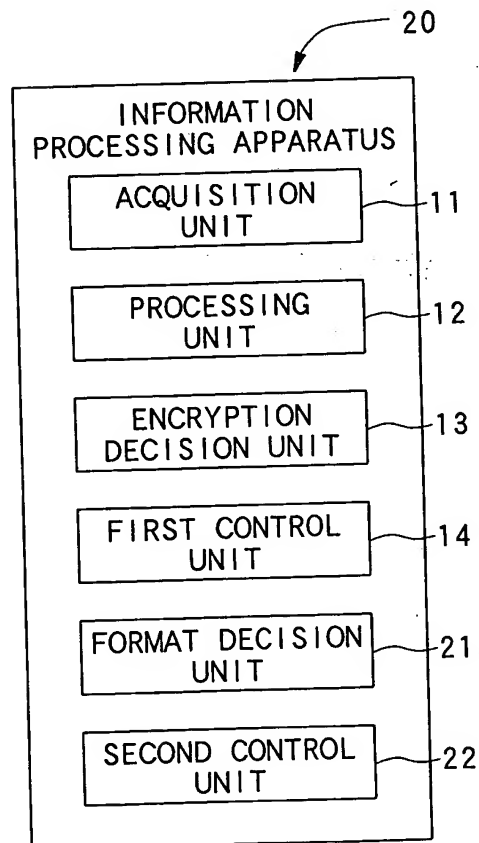 20
INFORMATION
PROCESSING APPARATUS
ACQUISITION
UNIT
11
PROCESSING
UNIT
12
ENCRYPTION
DECISION UNIT
13
FIRST CONTROL
UNIT
14
FORMAT DECISION
UNIT
21
SECOND CONTROL
UNIT
22